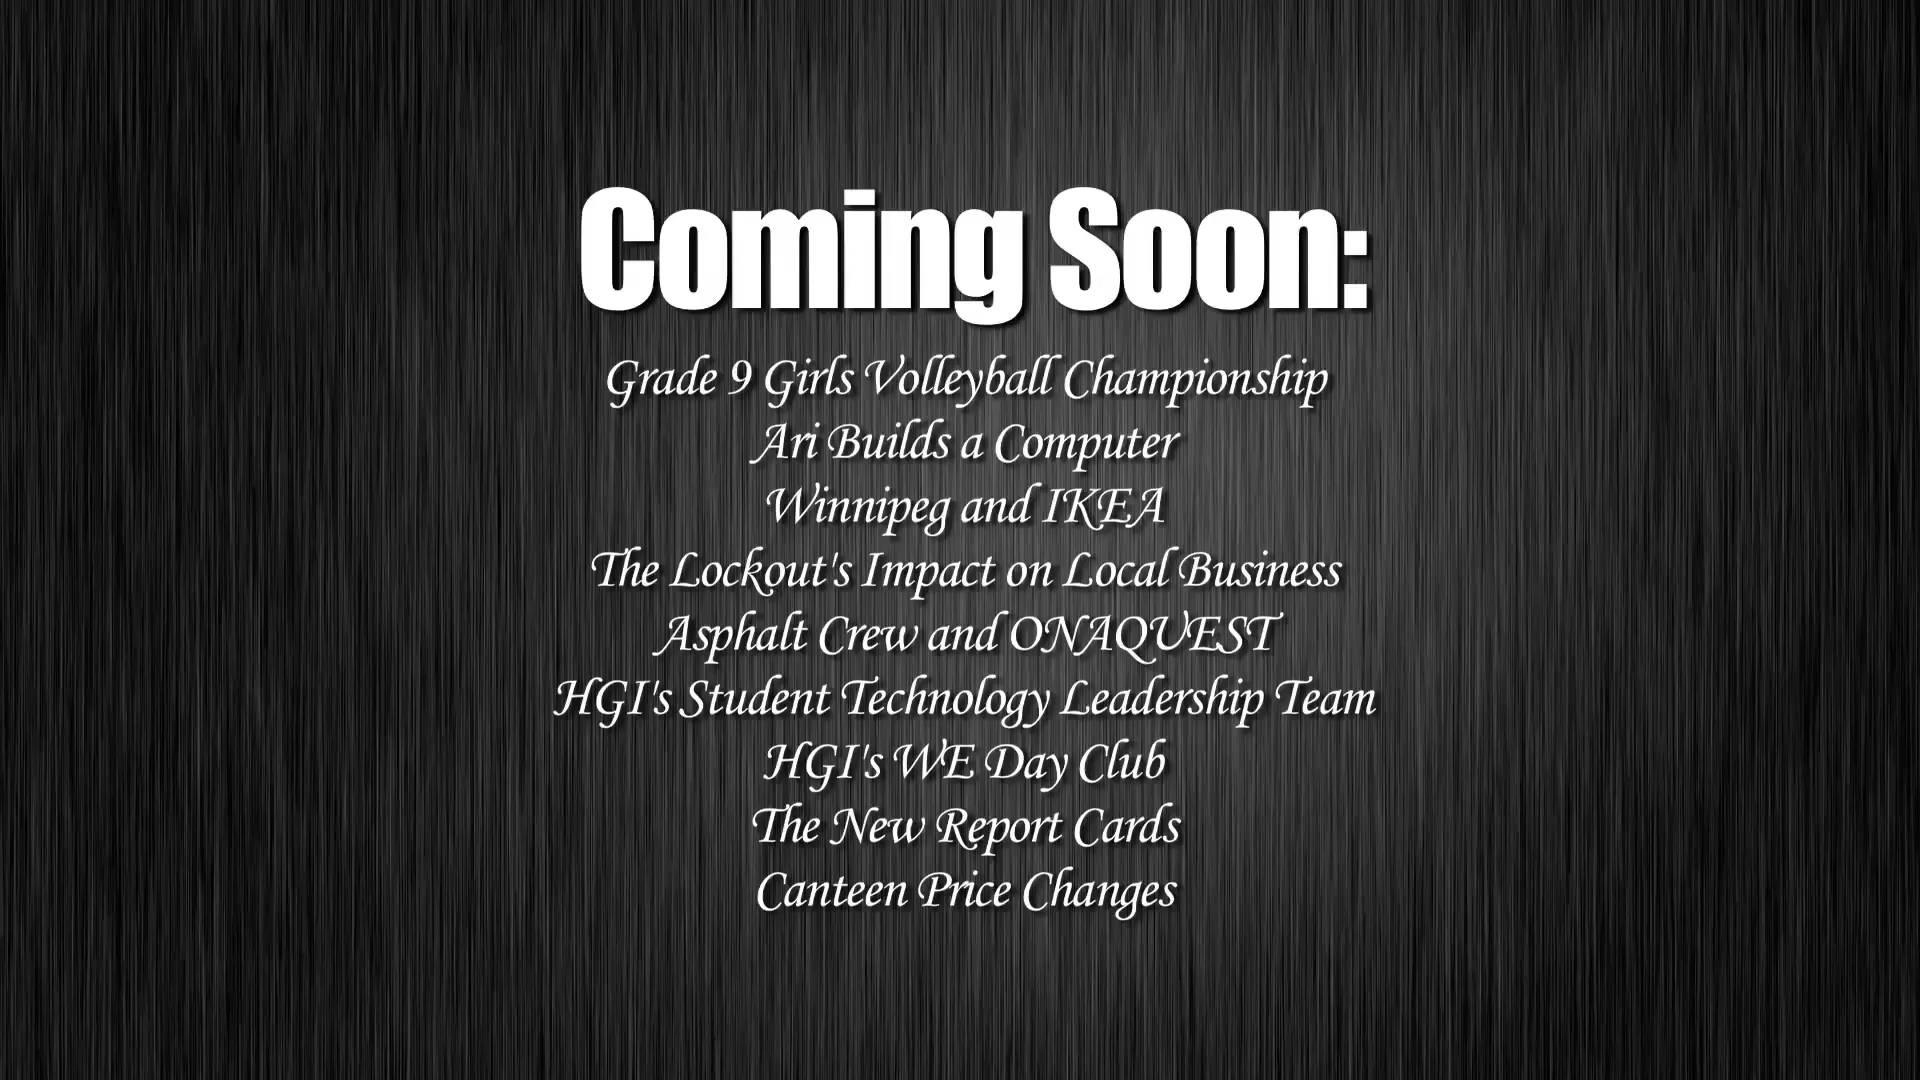 Coming Soon:
Grade 9 Girls Volleyball Championship
Ari Builds a Computer
Winnipeg and IKEA
The Lockout's Impact on Local Business
Asphalt Crew and ONAQUEST
HGI's Student Technology Leadership Team
HGI's WE Day Club
The New Report Cards
Canteen Price Changes